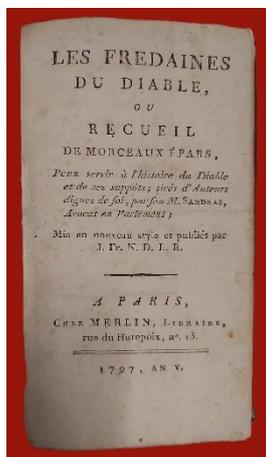 LES FREDAINES
DU DIABLE,
OU
RECUEIL
DE MORCEAUX ÉPARS,
Pour servir à l'histoire du Diable
et de ses suppôts ; tirés d'Auteurs
dignes de foi, par feu M. SANDRAS,
Avocat en Parlement ;
Mis en nouveau style et publiés par
J. Fr. N. D. L. R.
A PARIS,
CHEZ MERLIN, LIBRAIRE,
rue du Hurepoix, nº. 13.
1797, AN V.